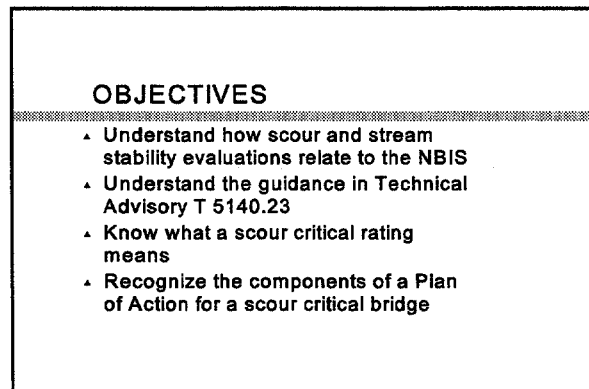 OBJECTIVES
▴ Understand how scour and stream
stability evaluations relate to the NBIS
▴ Understand the guidance in Technical
Advisory T 5140.23
▴ Know what a scour critical rating
means
▴ Recognize the components of a Plan
of Action for a scour critical bridge